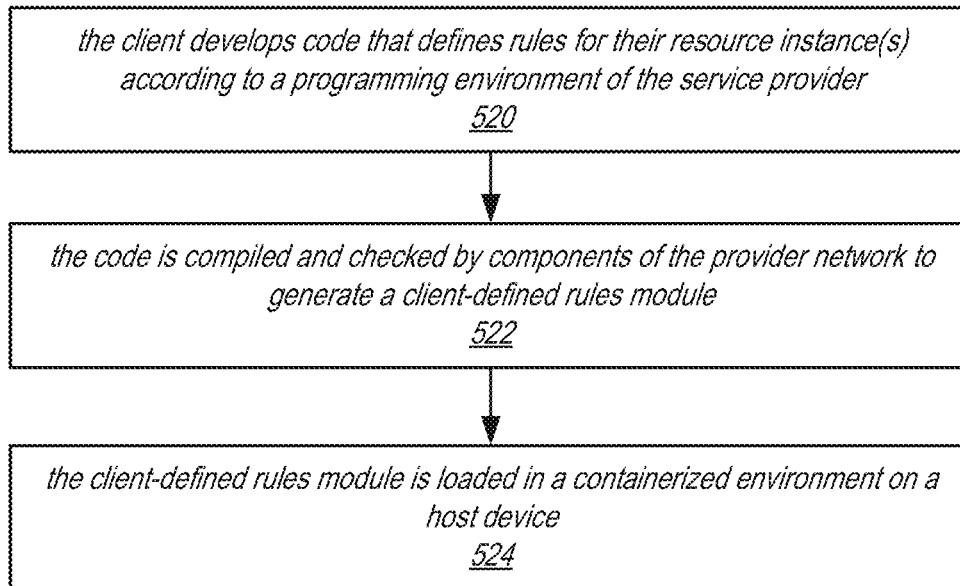 the client develops code that defines rules for their resource instance(s)
according to a programming environment of the service provider
520
the code is compiled and checked by components of the provider network to
generate a client-defined rules module
522
the client-defined rules module is loaded in a containerized environment on a
host device
524